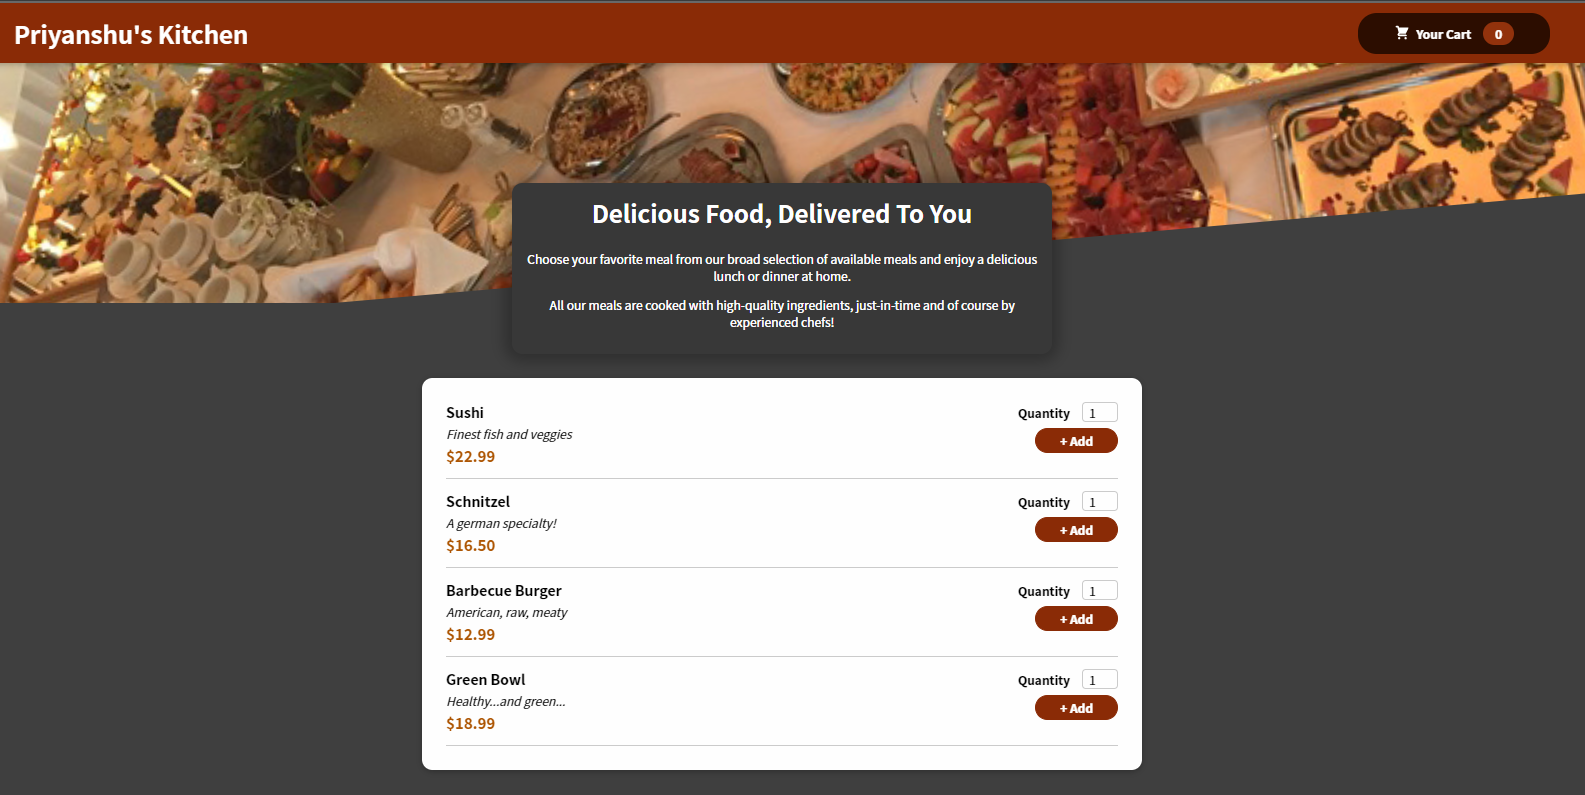 Priyanshu's Kitchen
Your Cart 0
Delicious Food, Delivered To You
Choose your favorite meal from our broad selection of available meals and enjoy a delicious
lunch or dinner at home.
All our meals are cooked with high-quality ingredients, just-in-time and of course by
experienced chefs!
Sushi
Finest fish and veggies
$22.99
Quantity 1
+ Add
Schnitzel
A german specialty!
$16.50
Quantity 1
+ Add
Barbecue Burger
American, raw, meaty
$12.99
Quantity 1
+ Add
Green Bowl
Healthy...and green...
$18.99
Quantity 1
+ Add